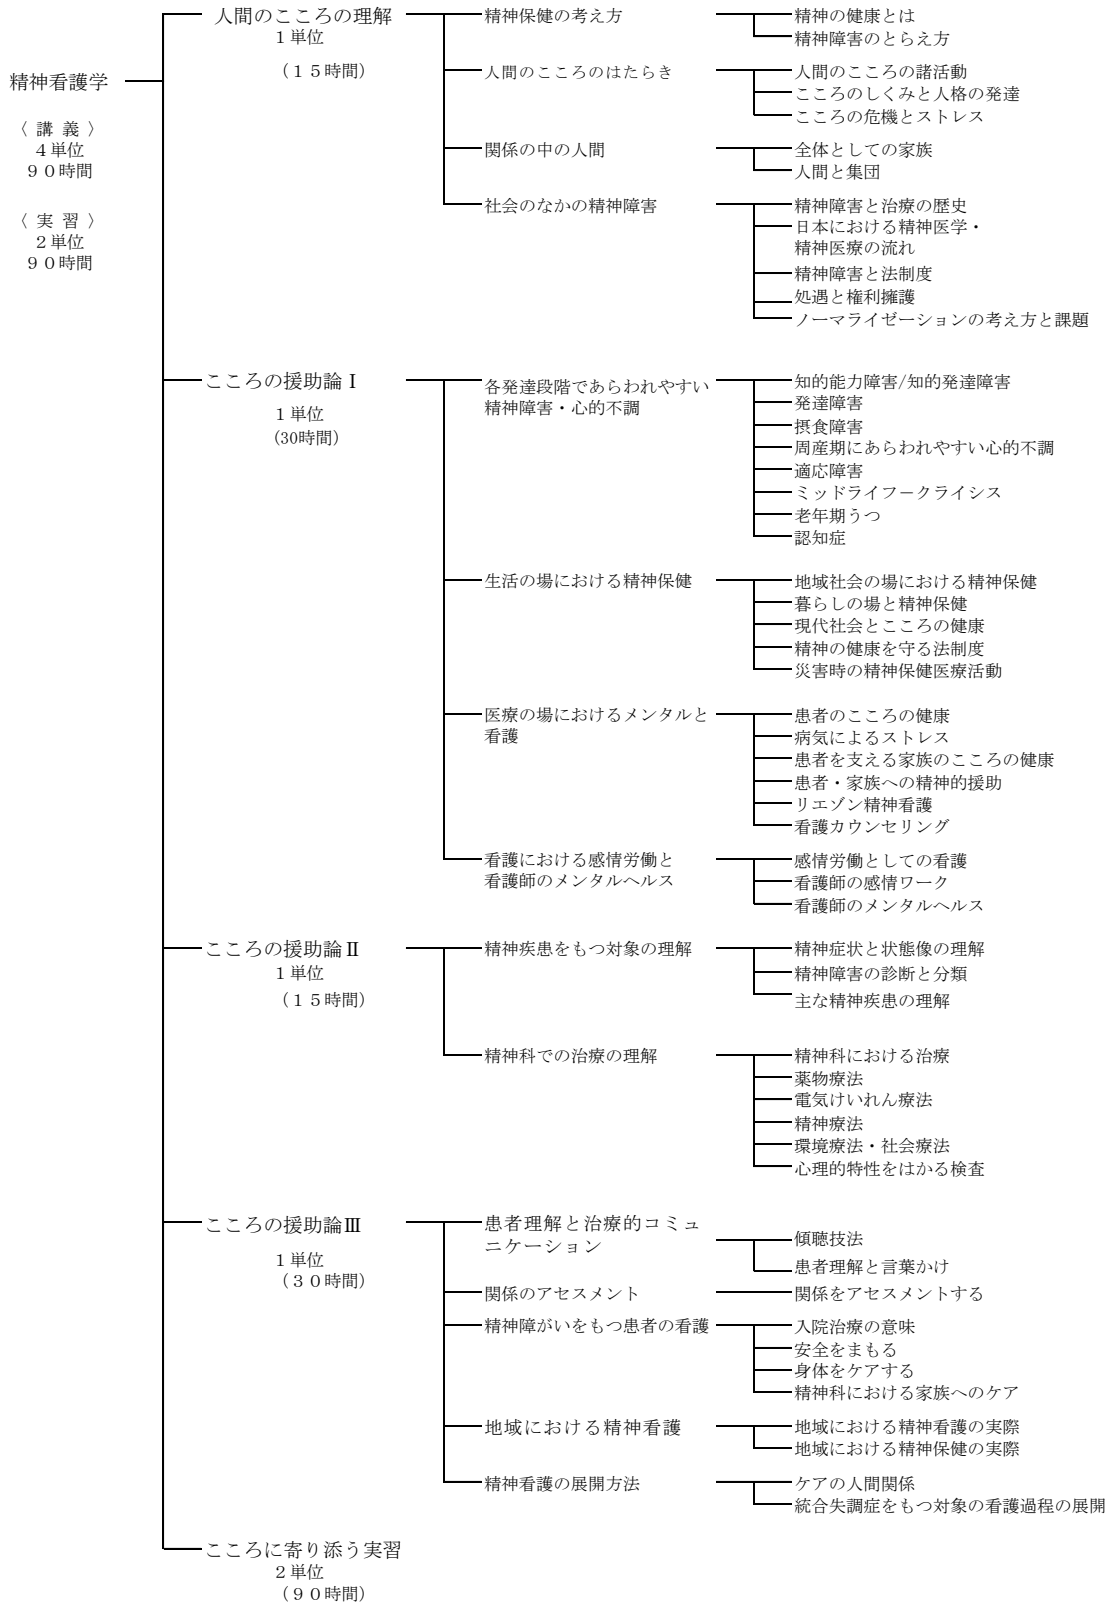 精神看護学
〈 講 義 〉
４単位
９０時間
〈 実 習 〉
２単位
９０時間
人間のこころの理解
１単位
（１５時間）
精神保健の考え方
精神の健康とは
精神障害のとらえ方
人間のこころのはたらき
人間のこころの諸活動
こころのしくみと人格の発達
こころの危機とストレス
関係の中の人間
全体としての家族
人間と集団
社会のなかの精神障害
精神障害と治療の歴史
日本における精神医学・
精神医療の流れ
精神障害と法制度
処遇と権利擁護
ノーマライゼーションの考え方と課題
こころの援助論Ⅰ
１単位
（30時間）
各発達段階であらわれやすい
精神障害・心的不調
知的能力障害/知的発達障害
発達障害
摂食障害
周産期にあらわれやすい心的不調
適応障害
ミッドライフ－クライシス
老年期うつ
認知症
生活の場における精神保健
地域社会の場における精神保健
暮らしの場と精神保健
現代社会とこころの健康
精神の健康を守る法制度
災害時の精神保健医療活動
医療の場におけるメンタルと
看護
患者のこころの健康
病気によるストレス
患者を支える家族のこころの健康
患者・家族への精神的援助
リエゾン精神看護
看護カウンセリング
看護における感情労働と
看護師のメンタルヘルス
感情労働としての看護
看護師の感情ワーク
看護師のメンタルヘルス
こころの援助論Ⅱ
１単位
（１５時間）
精神疾患をもつ対象の理解
精神症状と状態像の理解
精神障害の診断と分類
主な精神疾患の理解
精神科での治療の理解
精神科における治療
薬物療法
電気けいれん療法
精神療法
環境療法・社会療法
心理的特性をはかる検査
こころの援助論Ⅲ
１単位
（３０時間）
患者理解と治療的コミュ
ニケーション
傾聴技法
患者理解と言葉かけ
関係のアセスメント
関係をアセスメントする
精神障がいをもつ患者の看護
入院治療の意味
安全をまもる
身体をケアする
精神科における家族へのケア
地域における精神看護
地域における精神看護の実際
地域における精神保健の実際
精神看護の展開方法
ケアの人間関係
統合失調症をもつ対象の看護過程の展開
こころに寄り添う実習
２単位
（９０時間）